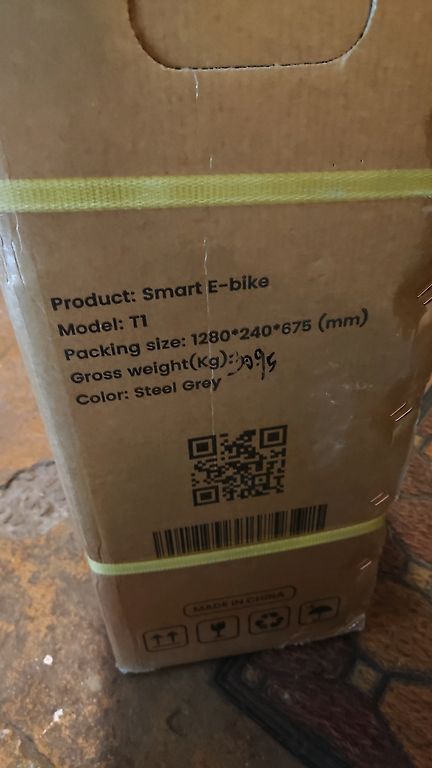 Product: Smart E-bike
Model: T1
Packing size: 1280*240*675 (mm)
Gross weight(Kg):
Color: Steel Grey
MADE IN CHINA